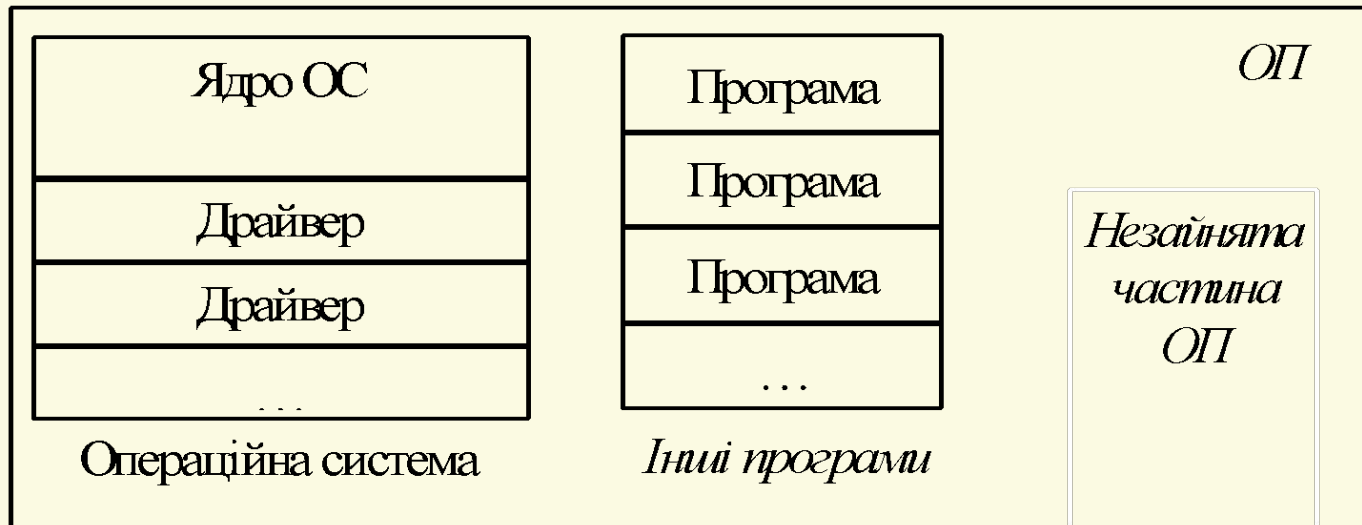 Ядро ОС
Драйвер
Драйвер
...
Операційна система
Програма
Програма
Програма
...
Інші програми
ОП
Незайнята
частина
ОП